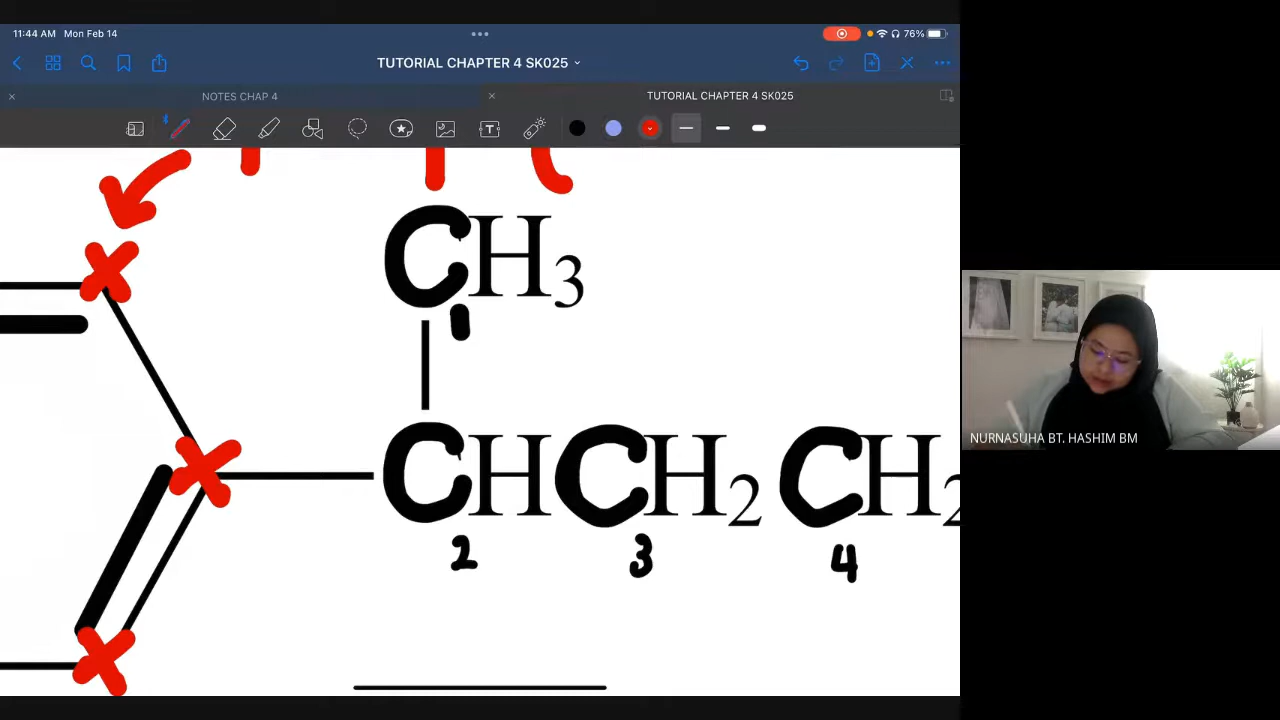 11:44 AM Mon Feb 14
76%
TUTORIAL CHAPTER 4 SK025
NOTES CHAP 4
TUTORIAL CHAPTER 4 SK025
T
CH3
1
CHCH2CH2
2 3 4
NURNASUHA BT. HASHIM BM